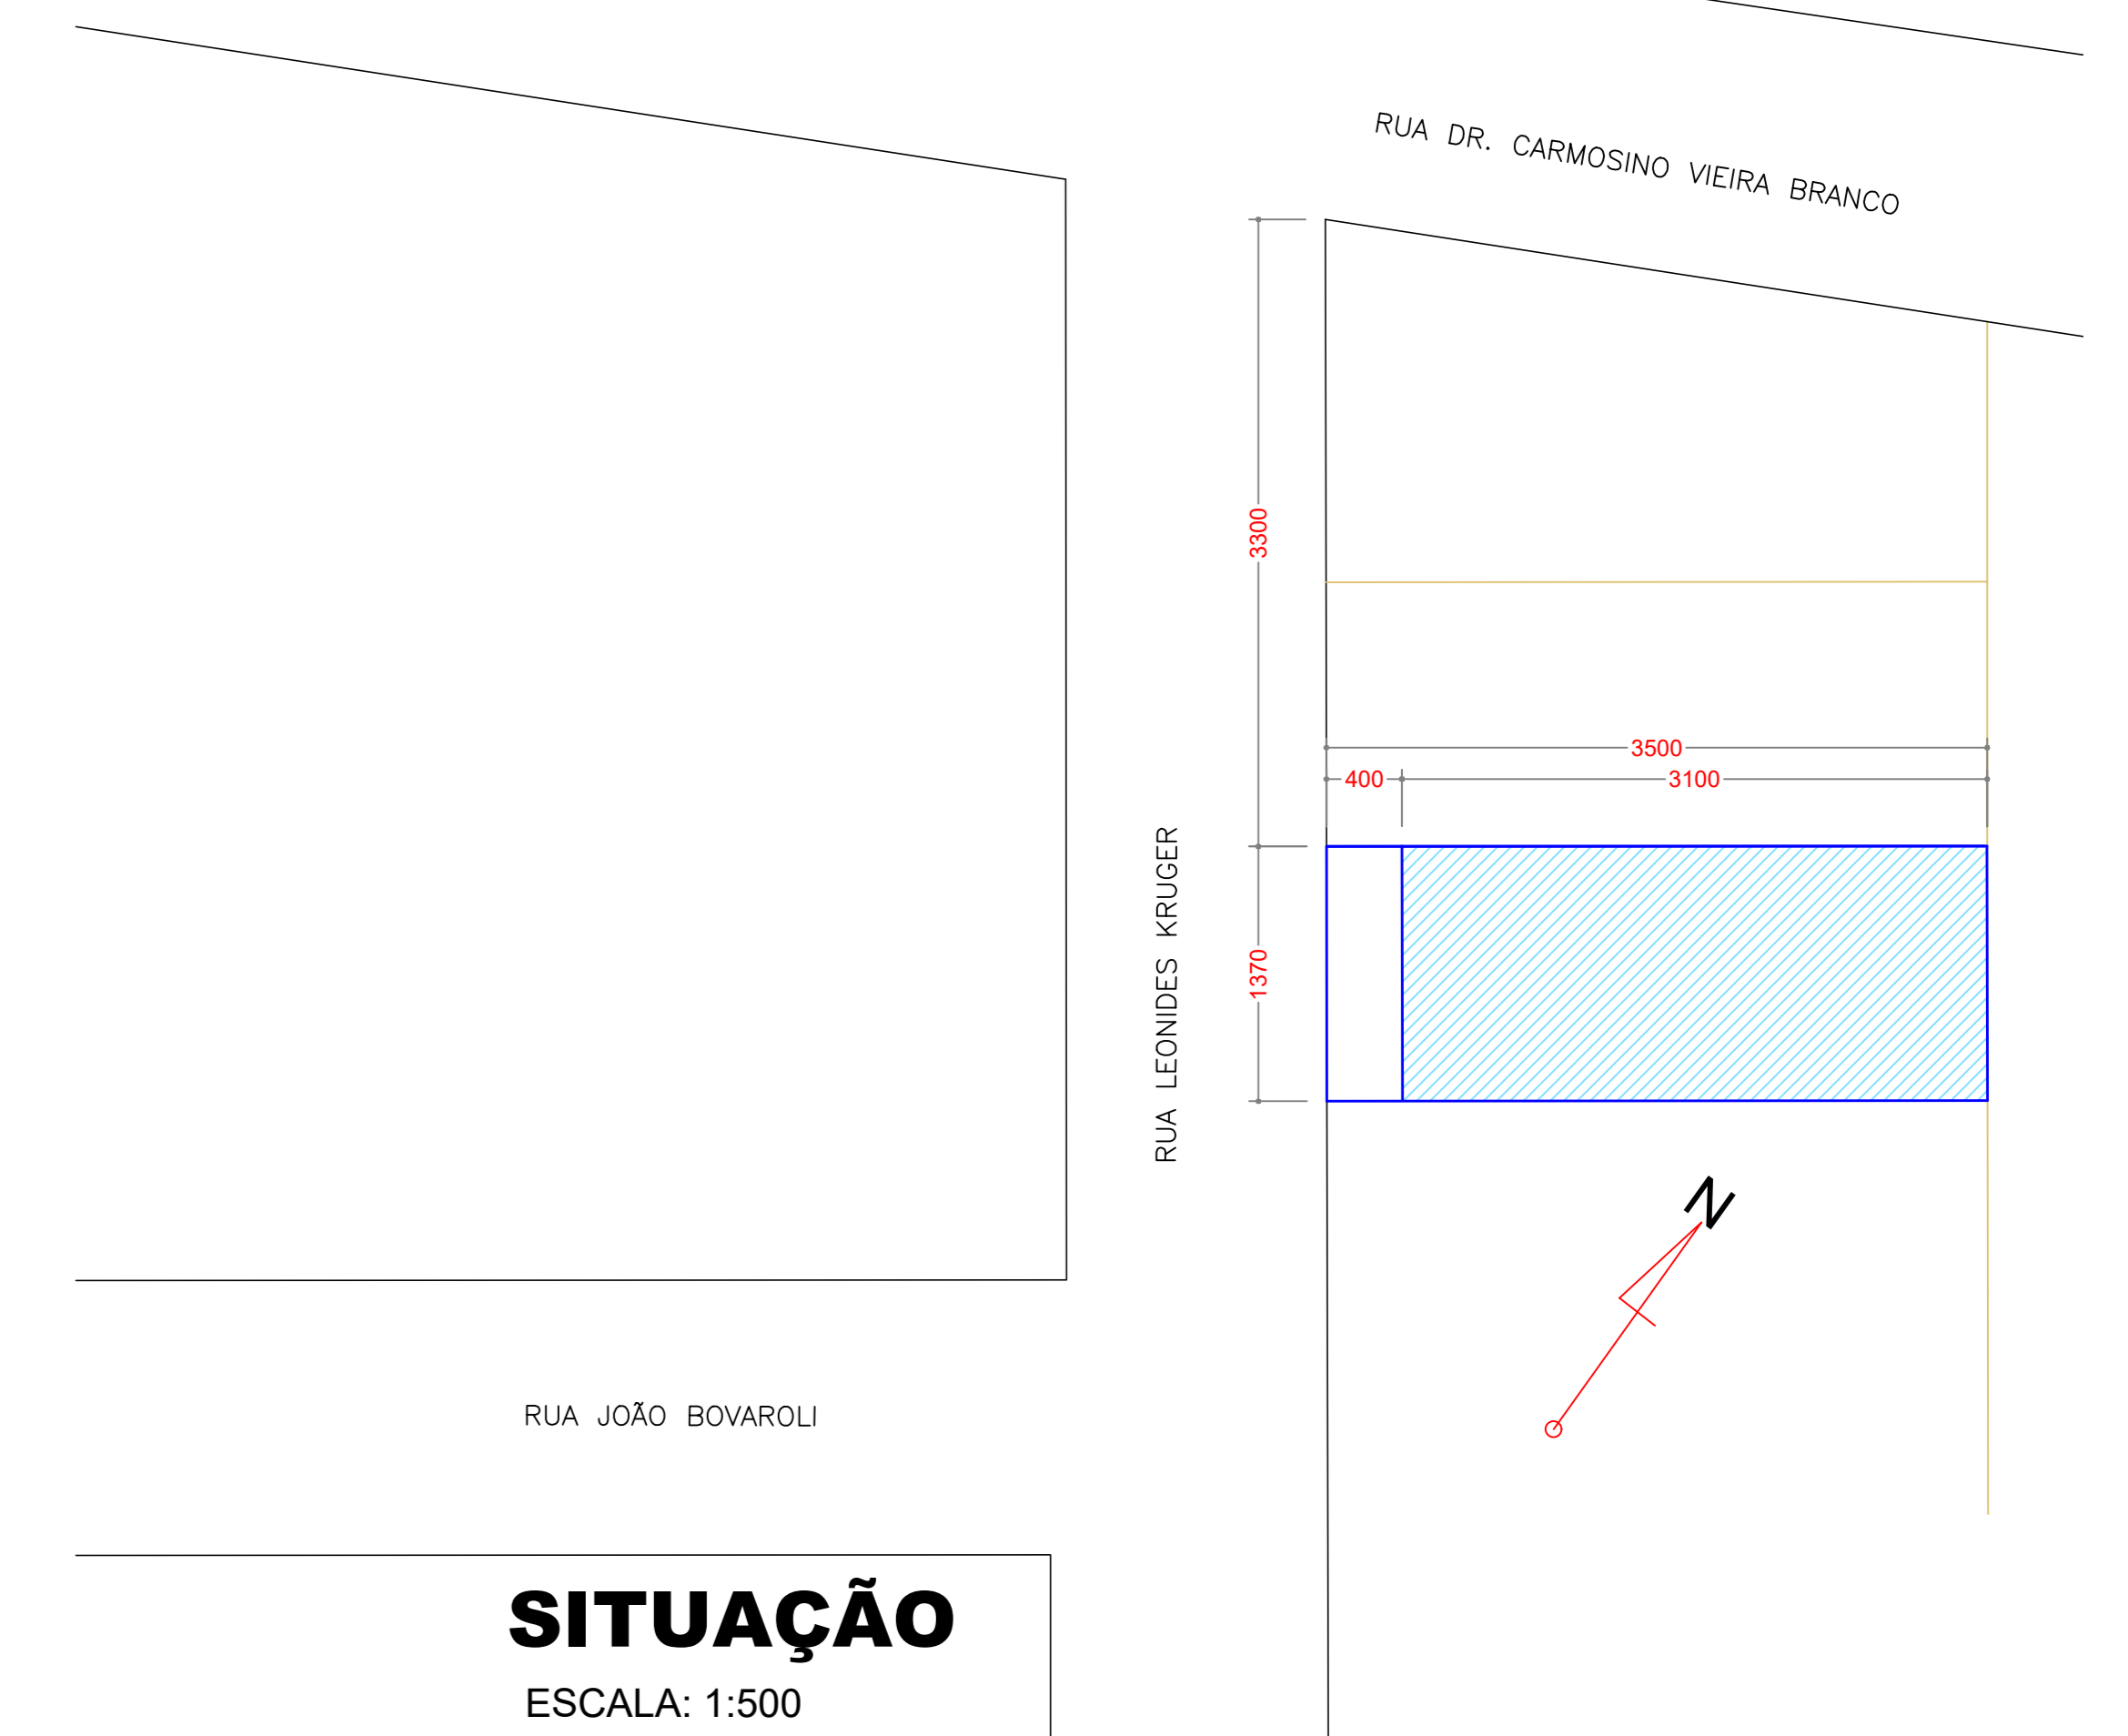 RUA DR. CARMOSINO VIEIRA BRANCO
3300
3500
400
3100
RUA LEONIDES KRUGER
1370
N
RUA JOÃO BOVAROLI
SITUAÇÃO
ESCALA: 1:500